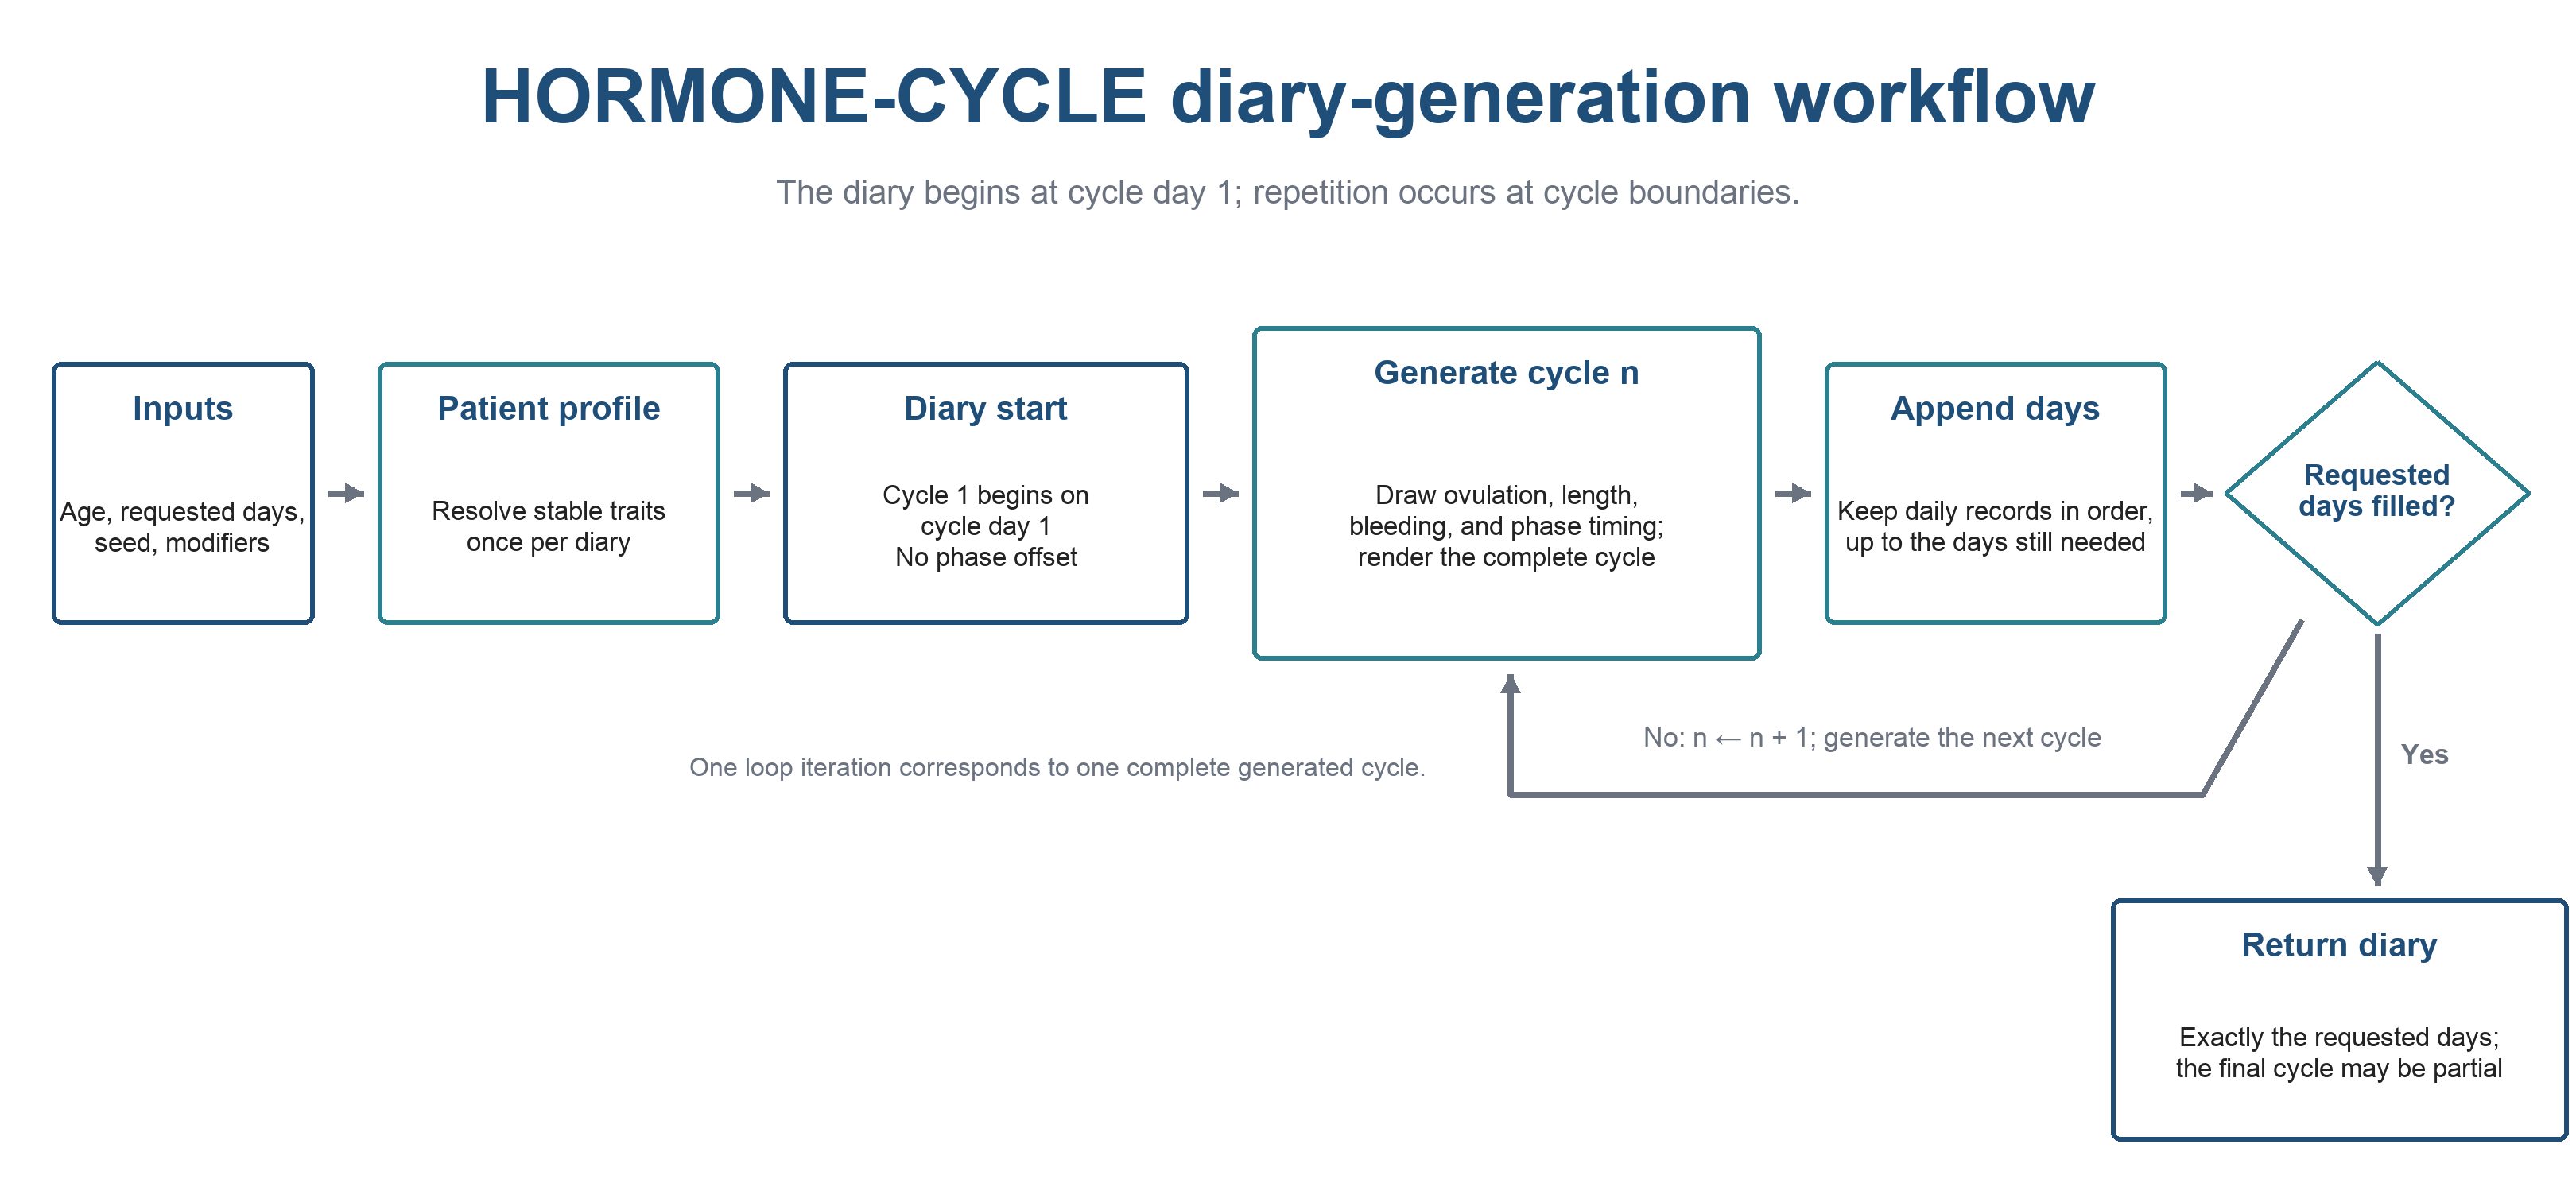 HORMONE-CYCLE diary-generation workflow
The diary begins at cycle day 1; repetition occurs at cycle boundaries.
Inputs
Age, requested days,
seed, modifiers
Patient profile
Resolve stable traits
once per diary
Diary start
Cycle 1 begins on
cycle day 1
No phase offset
Generate cycle n
Draw ovulation, length,
bleeding, and phase timing;
render the complete cycle
Append days
Keep daily records in order,
up to the days still needed
Requested
days filled?
No: n ← n + 1; generate the next cycle
Yes
One loop iteration corresponds to one complete generated cycle.
Return diary
Exactly the requested days;
the final cycle may be partial